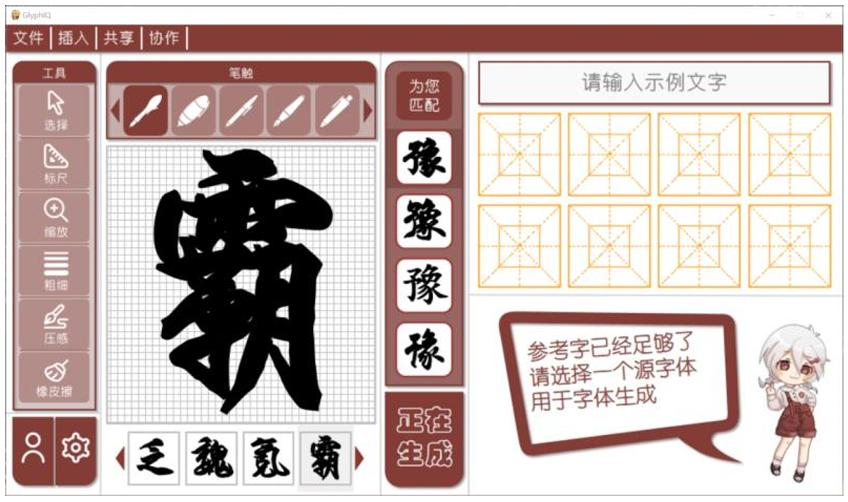 GlyphIQ
文件 插入 共享 协作
工具
选择
标尺
缩放
粗细
压感
橡皮擦
笔触
霸
乏 魏 氪 霸
为您
匹配
豫
豫
豫
豫
正在
生成
请输入示例文字
参考字已经足够了
请选择一个源字体
用于字体生成